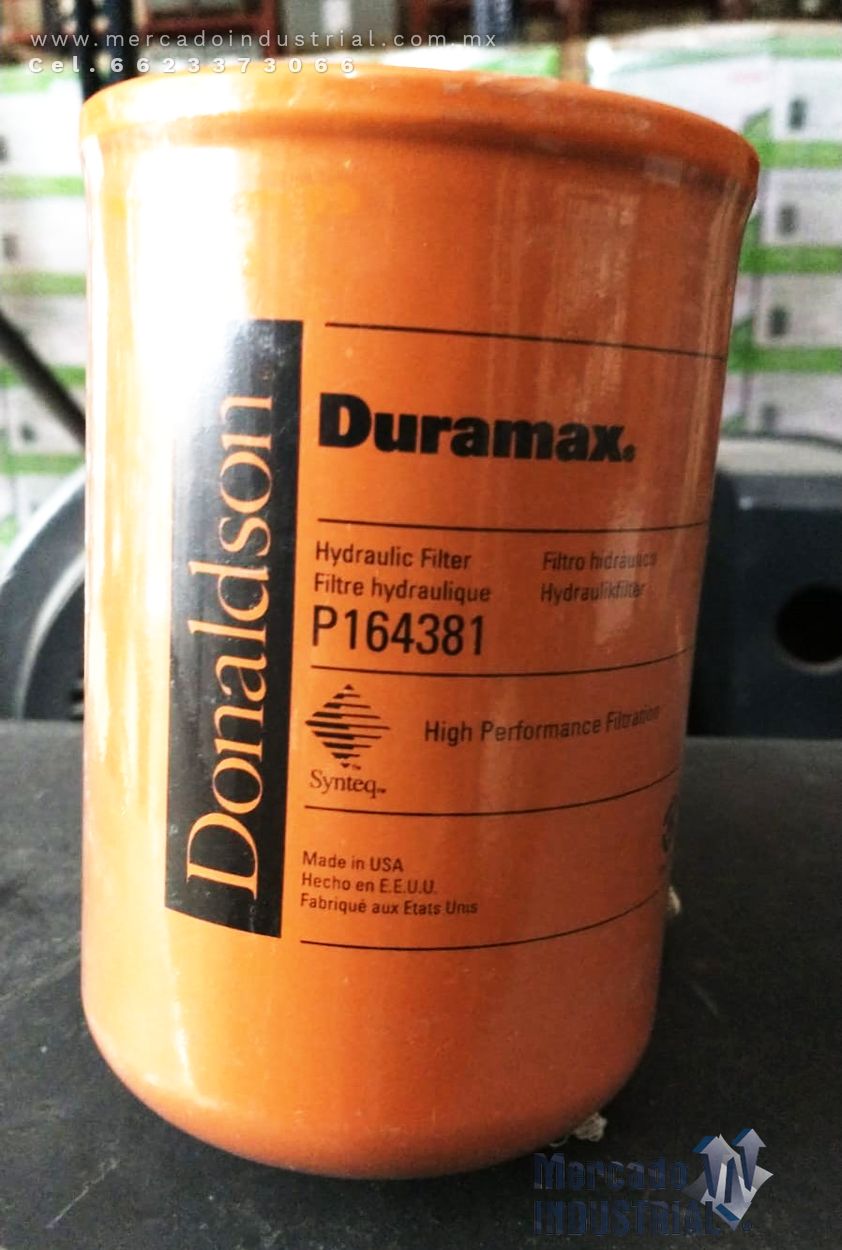 www.mercadoindustrial.com.mx
Cel.6623373066
Donaldson
Duramax®
Hydraulic Filter
Filtro hidráulico
Filtre hydraulique
Hydraulikfilter
P164381
High Performance Filtration
Synteq™
Made in USA
Hecho en E.E.U.U.
Fabriqué aux Etats Unis
Mercado
INDUSTRIAL